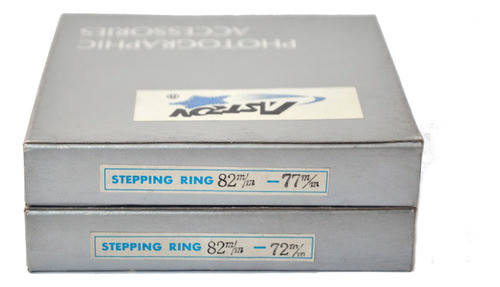 PHOTOGRAPHIC
ACCESSORIES
ASTRON
®
STEPPING RING 82m/m — 77m/m
STEPPING RING 82m/m — 72m/m